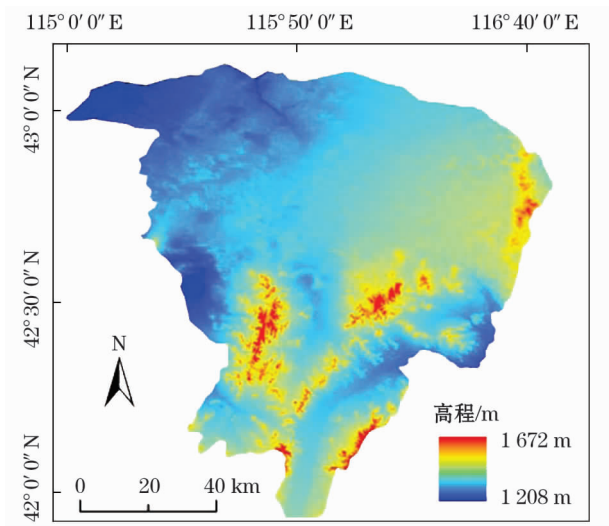 115° 0′ 0″ E 115° 50′ 0″ E 116° 40′ 0″ E
43° 0′ 0″ N
42° 30′ 0″ N
42° 0′ 0″ N
N
高程/m
1 672 m
1 208 m
0 20 40 km